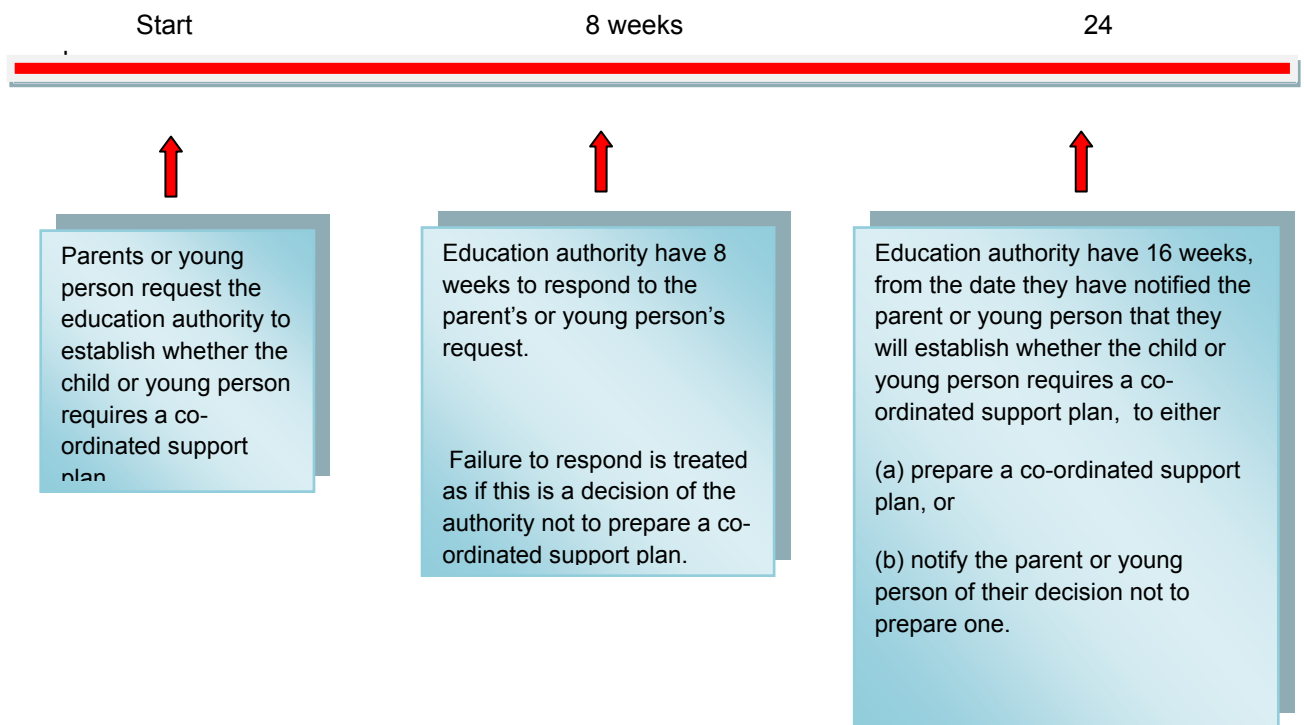 Start
8 weeks
24
Parents or young
person request the
education authority to
establish whether the
child or young person
requires a co-
ordinated support
plan
Education authority have 8
weeks to respond to the
parent's or young person's
request.
Failure to respond is treated
as if this is a decision of the
authority not to prepare a co-
ordinated support plan.
Education authority have 16 weeks,
from the date they have notified the
parent or young person that they
will establish whether the child or
young person requires a co-
ordinated support plan, to either
(a) prepare a co-ordinated support
plan, or
(b) notify the parent or young
person of their decision not to
prepare one.